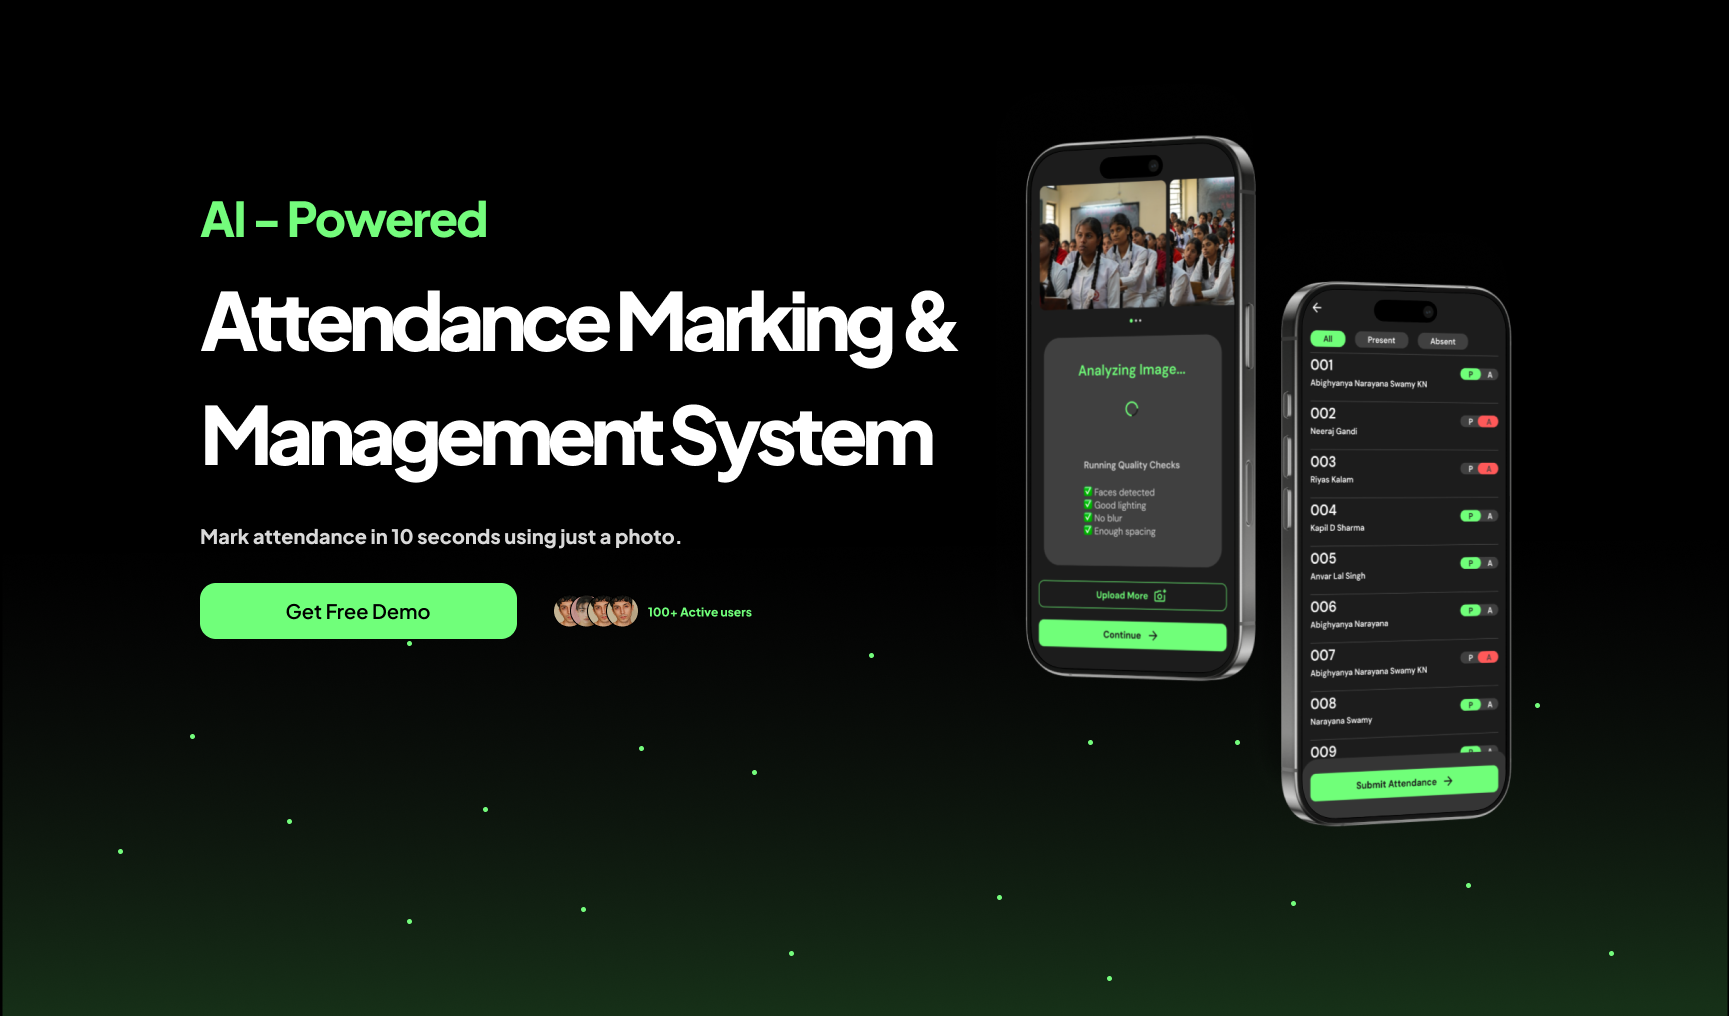 AI - Powered
Attendance Marking &
Management System
Mark attendance in 10 seconds using just a photo.
Get Free Demo
100+ Active users
Analyzing Image...
Running Quality Checks
✅ Faces detected
✅ Good lighting
✅ No blur
✅ Enough spacing
Upload More
Continue →
← 
All Present Absent
001
Abighyanya Narayana Swamy KN
P A
002
Neeraj Gandi
P A
003
Riyas Kalam
P A
004
Kapil D Sharma
P A
005
Anvar Lal Singh
P A
006
Abighyanya Narayana
P A
007
Abighyanya Narayana Swamy KN
P A
008
Narayana Swamy
P A
009
Submit Attendance →